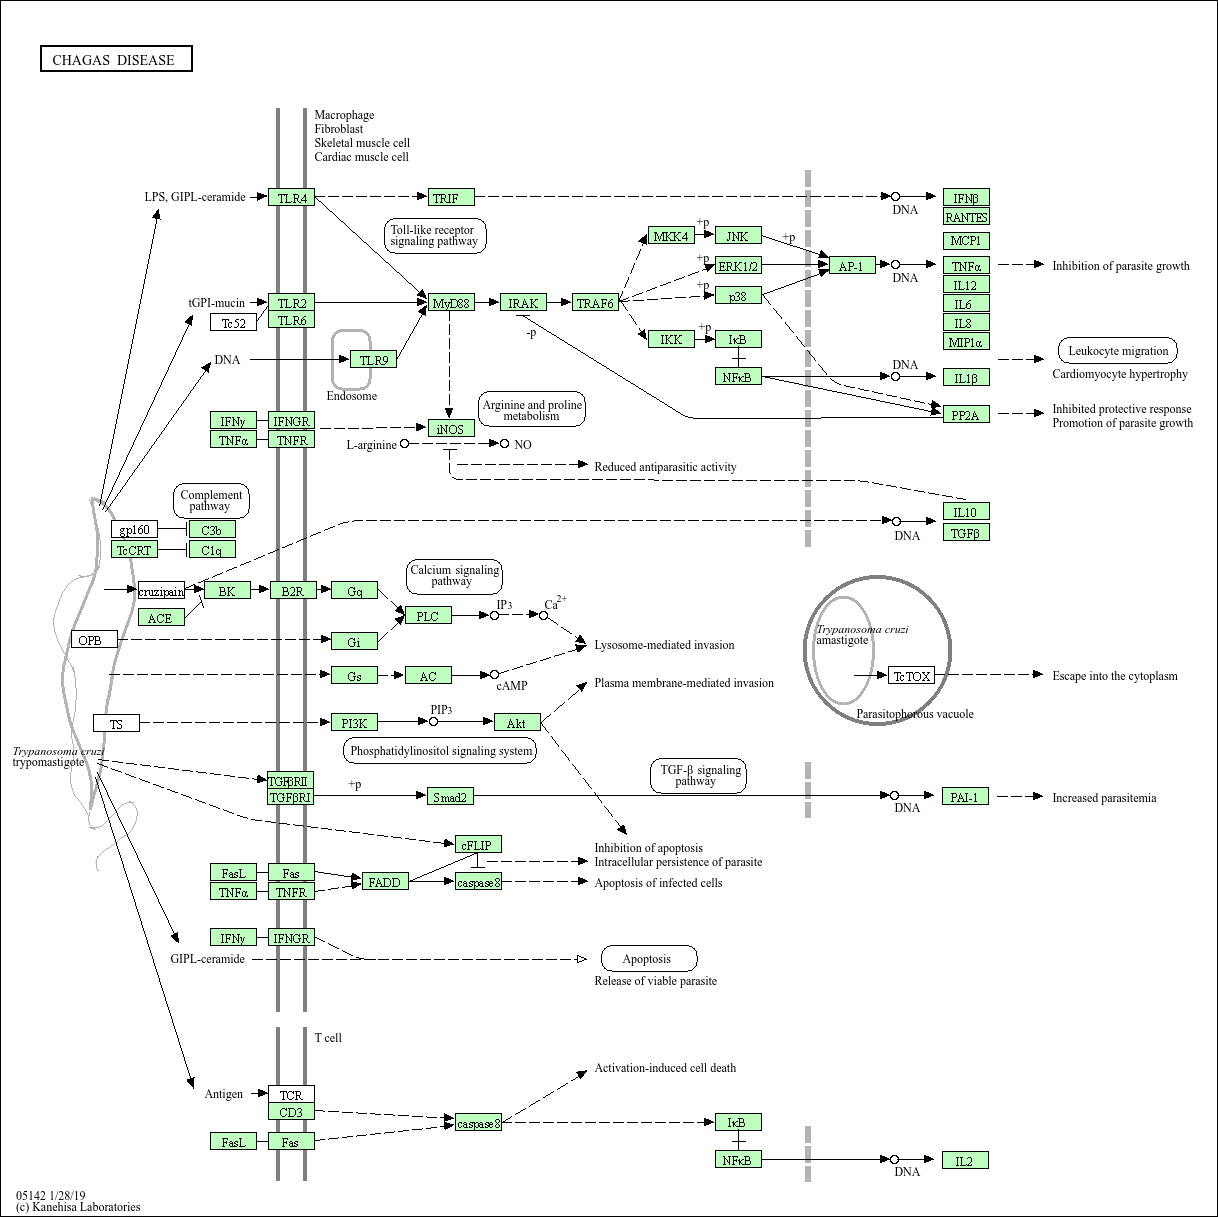 CHAGAS DISEASE
Macrophage
Fibroblast
Skeletal muscle cell
Cardiac muscle cell
LPS, GIPL-ceramide
TLR4
TRIF
DNA
IFNβ
RANTES
Toll-like receptor
signaling pathway
MKK4
+p
JNK
+p
MCP1
+p
ERK1/2
AP-1
DNA
TNFα
Inhibition of parasite growth
IL12
tGPI-mucin
TLR2
MyD88
IRAK
TRAF6
+p
p38
IL6
Tc52
TLR6
IL8
-p
IKK
+p
IκB
MIP1α
DNA
TLR9
Endosome
Leukocyte migration
DNA
NFκB
IL1β
Cardiomyocyte hypertrophy
PP2A
Inhibited protective response
Promotion of parasite growth
Arginine and proline
metabolism
IFNγ
IFNGR
TNFα
TNFR
iNOS
L-arginine
NO
Reduced antiparasitic activity
Complement
pathway
gp160
C3b
TcCRT
C1q
DNA
IL10
TGFβ
Calcium signaling
pathway
cruzipain
BK
B2R
Gq
ACE
PLC
IP3
Ca2+
OPB
Gi
Lysosome-mediated invasion
Trypanosoma cruzi
amastigote
Gs
AC
cAMP
TcTOX
Escape into the cytoplasm
Plasma membrane-mediated invasion
Parasitophorous vacuole
TS
PI3K
PIP3
Akt
Phosphatidylinositol signaling system
Trypanosoma cruzi
trypomastigote
TGFβRII
TGFβRI
+p
Smad2
TGF-β signaling
pathway
DNA
PAI-1
Increased parasitemia
cFLIP
Inhibition of apoptosis
Intracellular persistence of parasite
FasL
Fas
FADD
caspase8
Apoptosis of infected cells
TNFα
TNFR
IFNγ
IFNGR
GIPL-ceramide
Apoptosis
Release of viable parasite
T cell
Activation-induced cell death
Antigen
TCR
CD3
caspase8
IκB
FasL
Fas
NFκB
DNA
IL2
05142 1/28/19
(c) Kanehisa Laboratories